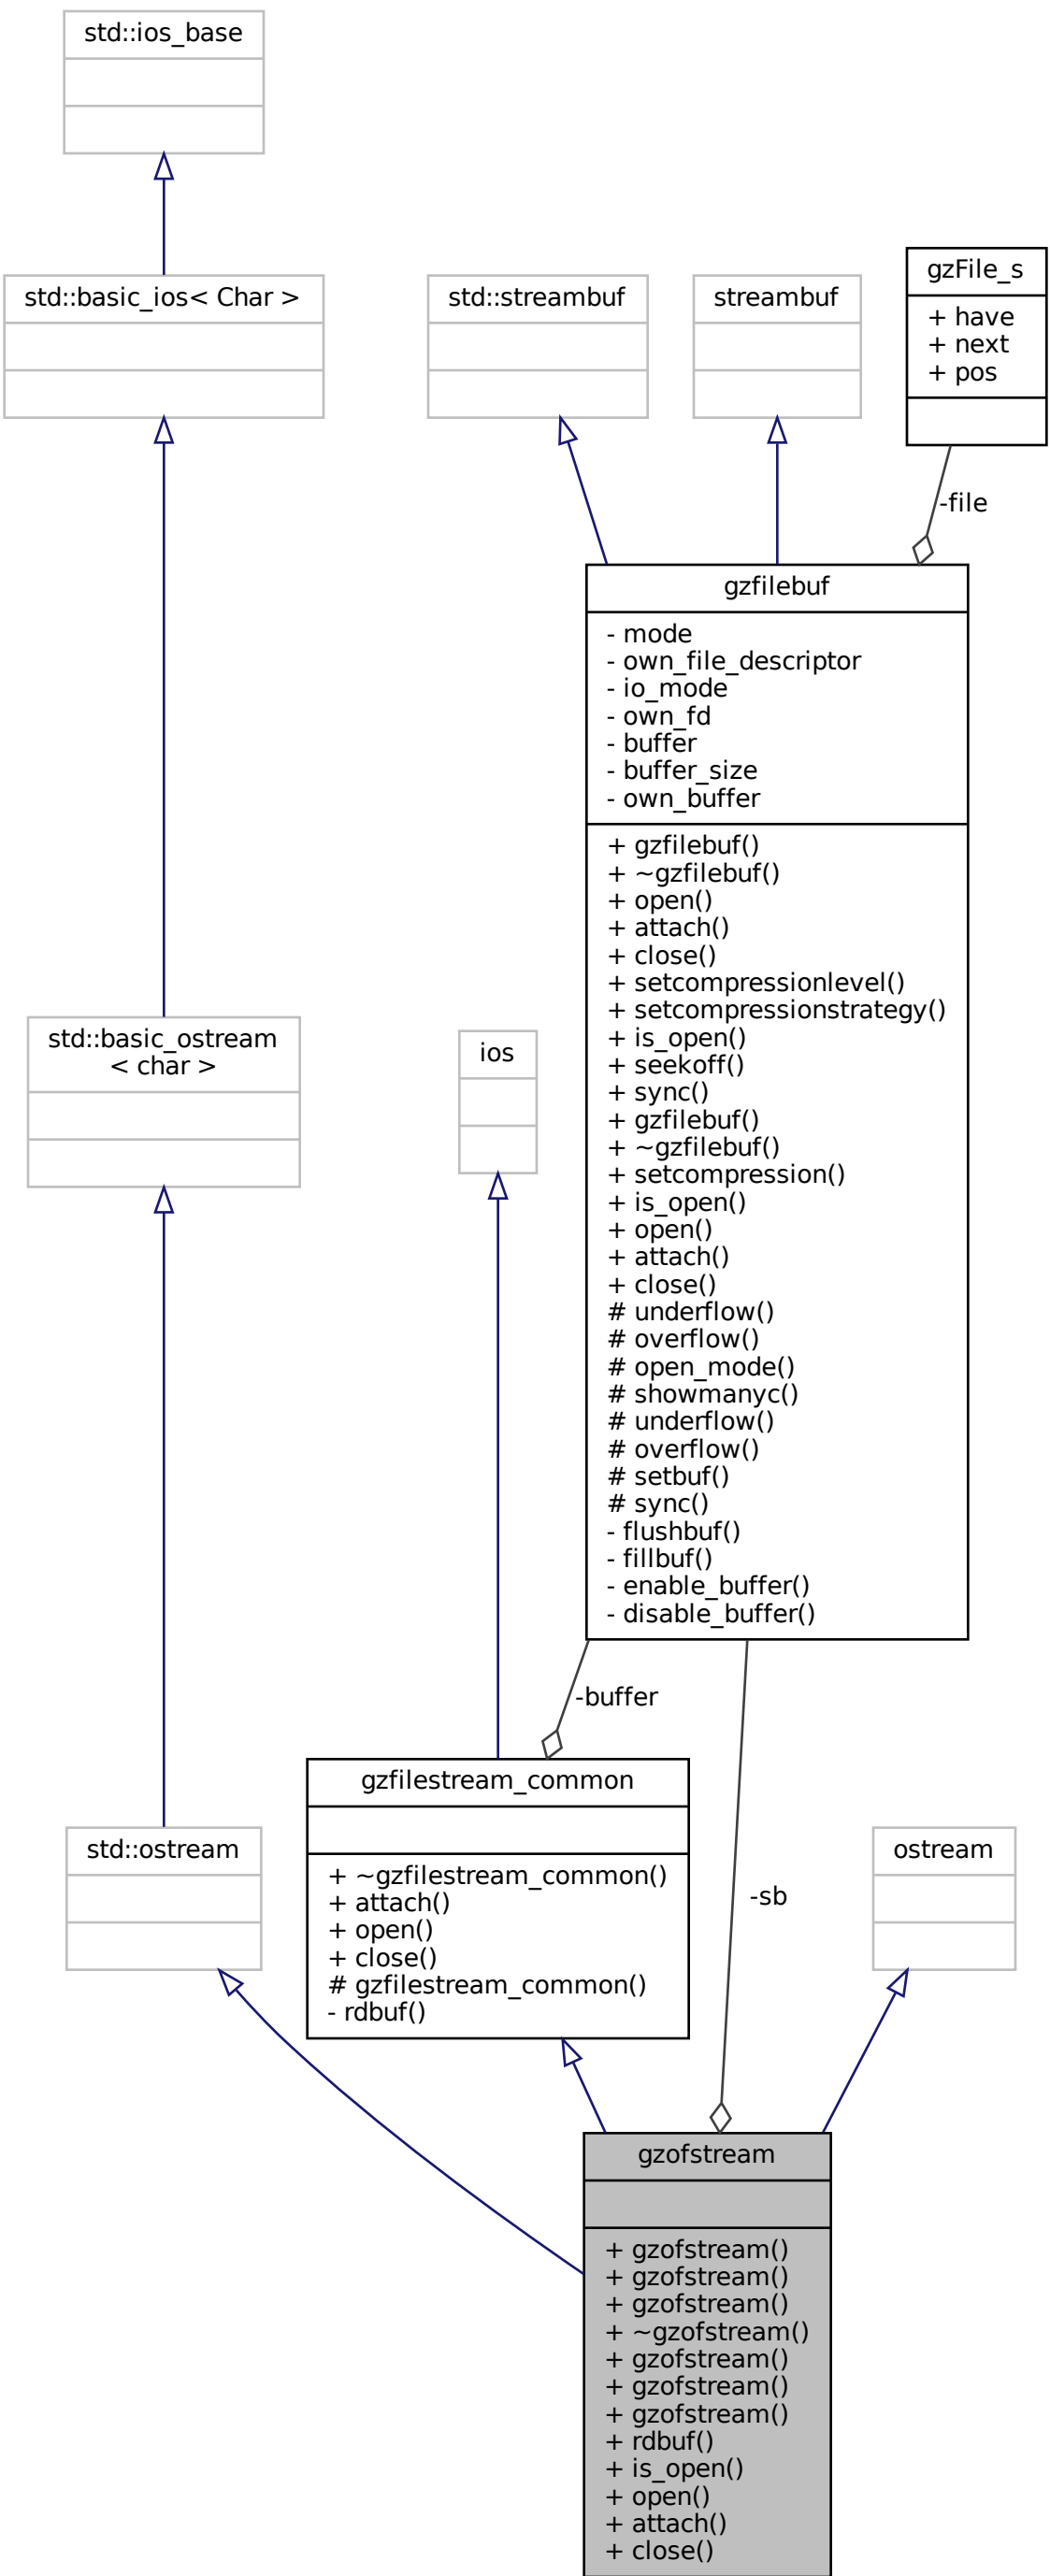 std::ios_base
std::basic_ios< Char >
std::streambuf
streambuf
gzFile_s
+ have
+ next
+ pos
-file
gzfilebuf
- mode
- own_file_descriptor
- io_mode
- own_fd
- buffer
- buffer_size
- own_buffer
+ gzfilebuf()
+ ~gzfilebuf()
+ open()
+ attach()
+ close()
+ setcompressionlevel()
+ setcompressionstrategy()
+ is_open()
+ seekoff()
+ sync()
+ gzfilebuf()
+ ~gzfilebuf()
+ setcompression()
+ is_open()
+ open()
+ attach()
+ close()
# underflow()
# overflow()
# open_mode()
# showmanyc()
# underflow()
# overflow()
# setbuf()
# sync()
- flushbuf()
- fillbuf()
- enable_buffer()
- disable_buffer()
std::basic_ostream
< char >
ios
-buffer
gzfilestream_common
+ ~gzfilestream_common()
+ attach()
+ open()
+ close()
# gzfilestream_common()
- rdbuf()
std::ostream
-sb
ostream
gzofstream
+ gzofstream()
+ gzofstream()
+ gzofstream()
+ ~gzofstream()
+ gzofstream()
+ gzofstream()
+ gzofstream()
+ rdbuf()
+ is_open()
+ open()
+ attach()
+ close()